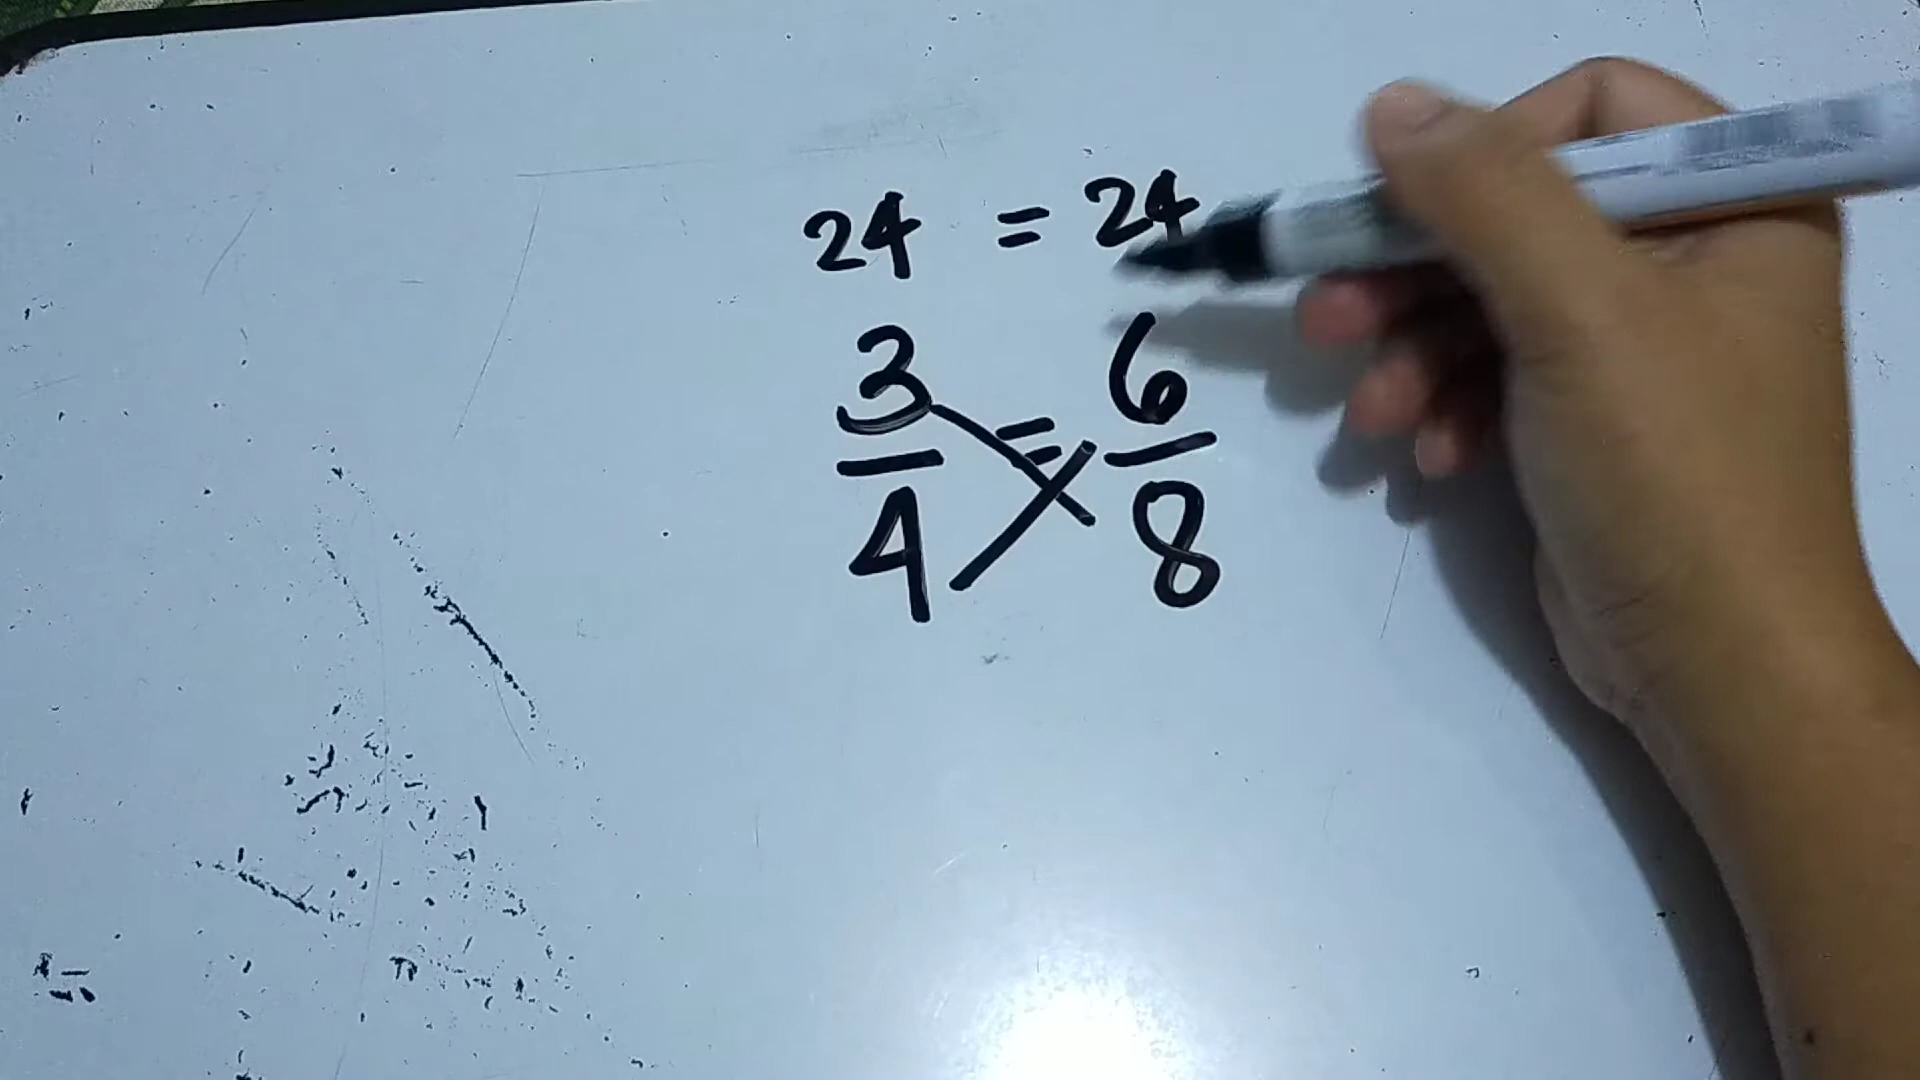 24 = 24
3/4 = 6/8